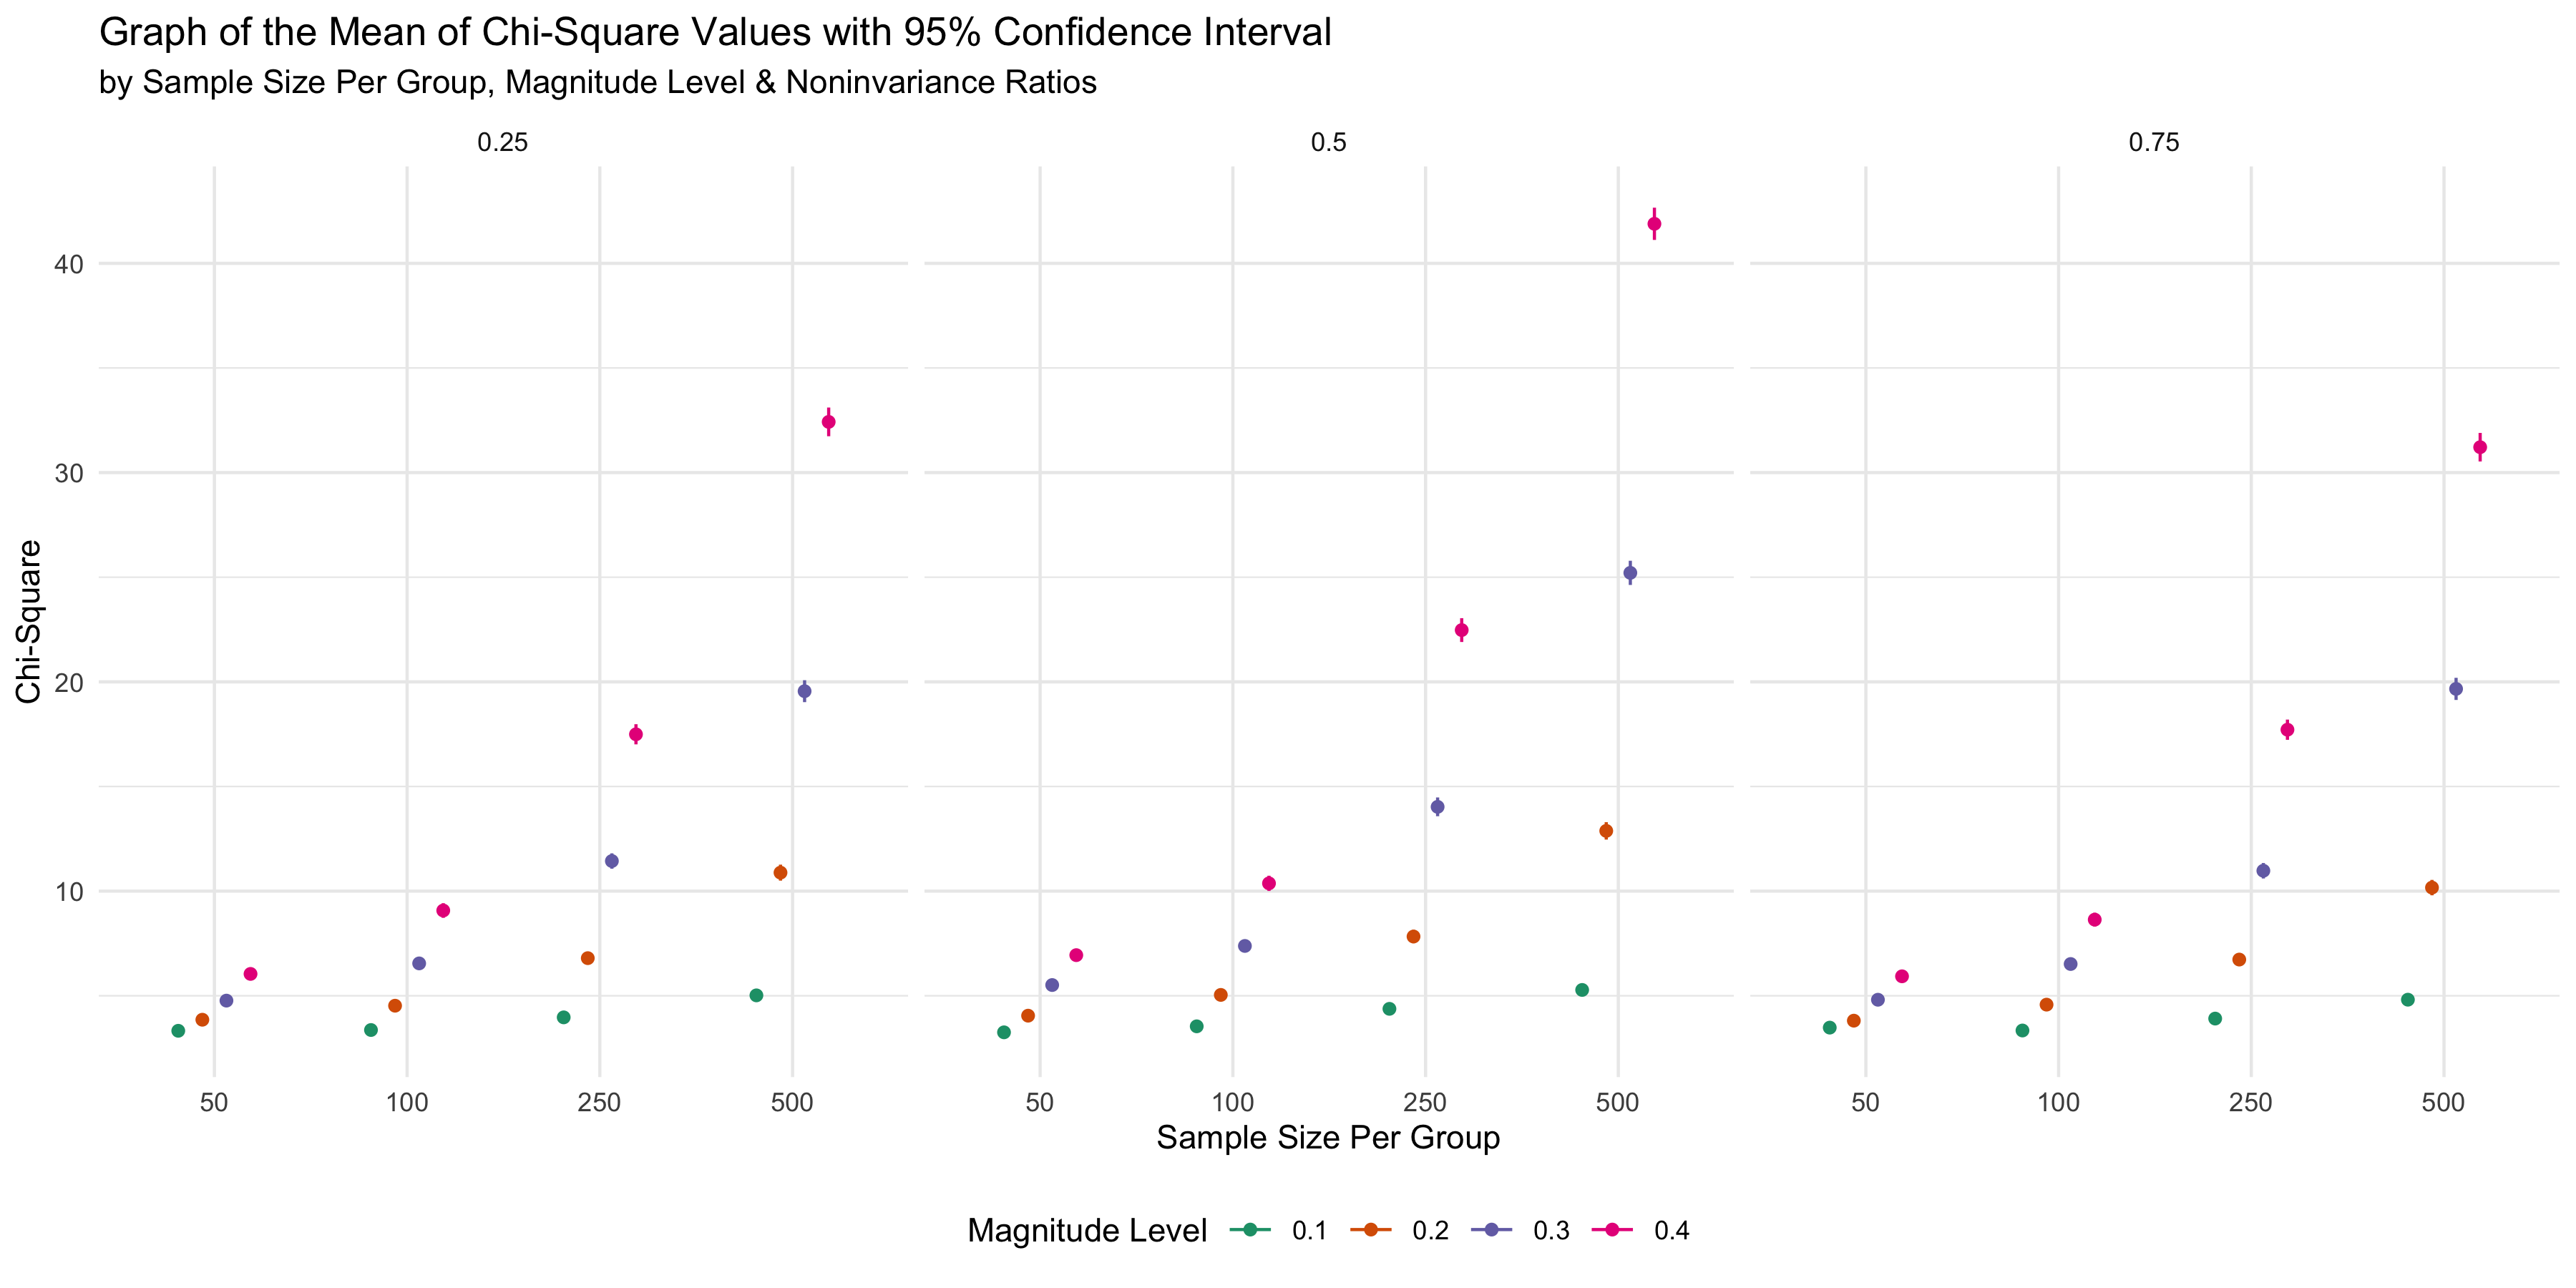 Graph of the Mean of Chi-Square Values with 95% Confidence Interval
by Sample Size Per Group, Magnitude Level & Noninvariance Ratios
0.25 0.5 0.75
40
30
20
10
Chi-Square
50 100 250 500 50 100 250 500 50 100 250 500
Sample Size Per Group
Magnitude Level 0.1 0.2 0.3 0.4